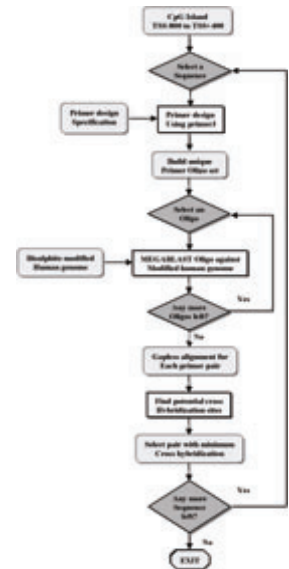 CpG-Island
TSS-800 to TSS+400
Select a
Sequence
Primer design
Specification
Primer design
Using primer3
Build unique
Primer Oligo set
Select an
Oligo
Bisulphite modified
Human genome
MEGABLAST Oligo against
Modified human genome
Any more
Oligos left?
Yes
No
Gapless alignment for
Each primer pair
Find potential cross
Hybridization sites
Select pair with minimum
Cross hybridization
Any more
Sequence
left?
Yes
No
EXIT